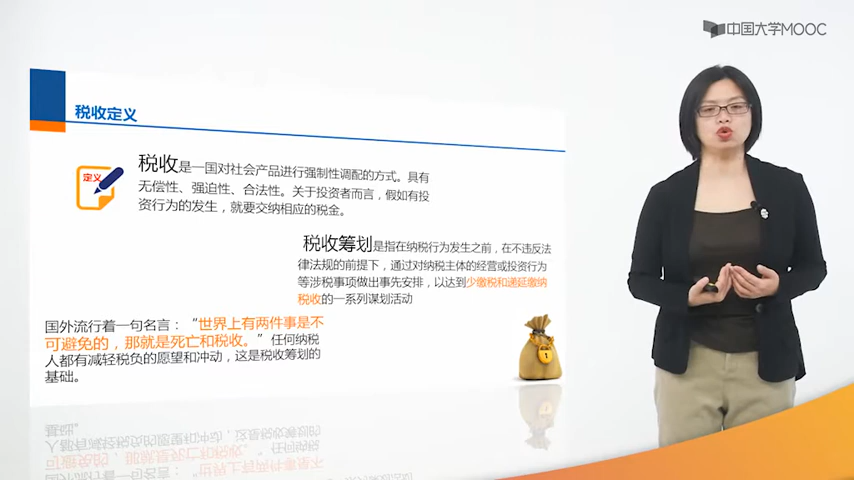 中国大学MOOC
税收定义
定义
税收是一国对社会产品进行强制性调配的方式。具有
无偿性、强迫性、合法性。关于投资者而言，假如有投
资行为的发生，就要交纳相应的税金。
税收筹划是指在纳税行为发生之前，在不违反法
律法规的前提下，通过对纳税主体的经营或投资行为
等涉税事项做出事先安排，以达到少缴税和递延缴纳
税收的一系列谋划活动
国外流行着一句名言：“世界上有两件事是不
可避免的，那就是死亡和税收。”任何纳税
人都有减轻税负的愿望和冲动，这是税收筹划的
基础。